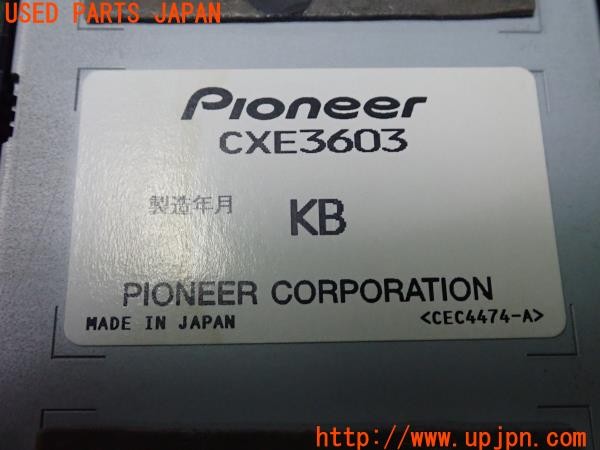 USED PARTS JAPAN
Pioneer
CXE3603
製造年月 KB
PIONEER CORPORATION
MADE IN JAPAN <CEC4474-A>
http://www.upjpn.com/